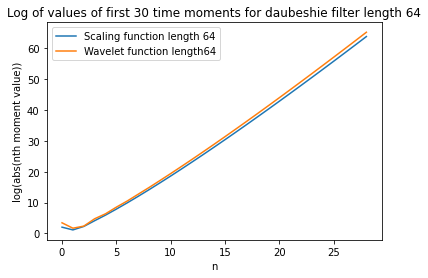 Log of values of first 30 time moments for daubeshie filter length 64
Scaling function length 64
Wavelet function length64
log(abs(nth moment value))
60
50
40
30
20
10
0
0 5 10 15 20 25
n